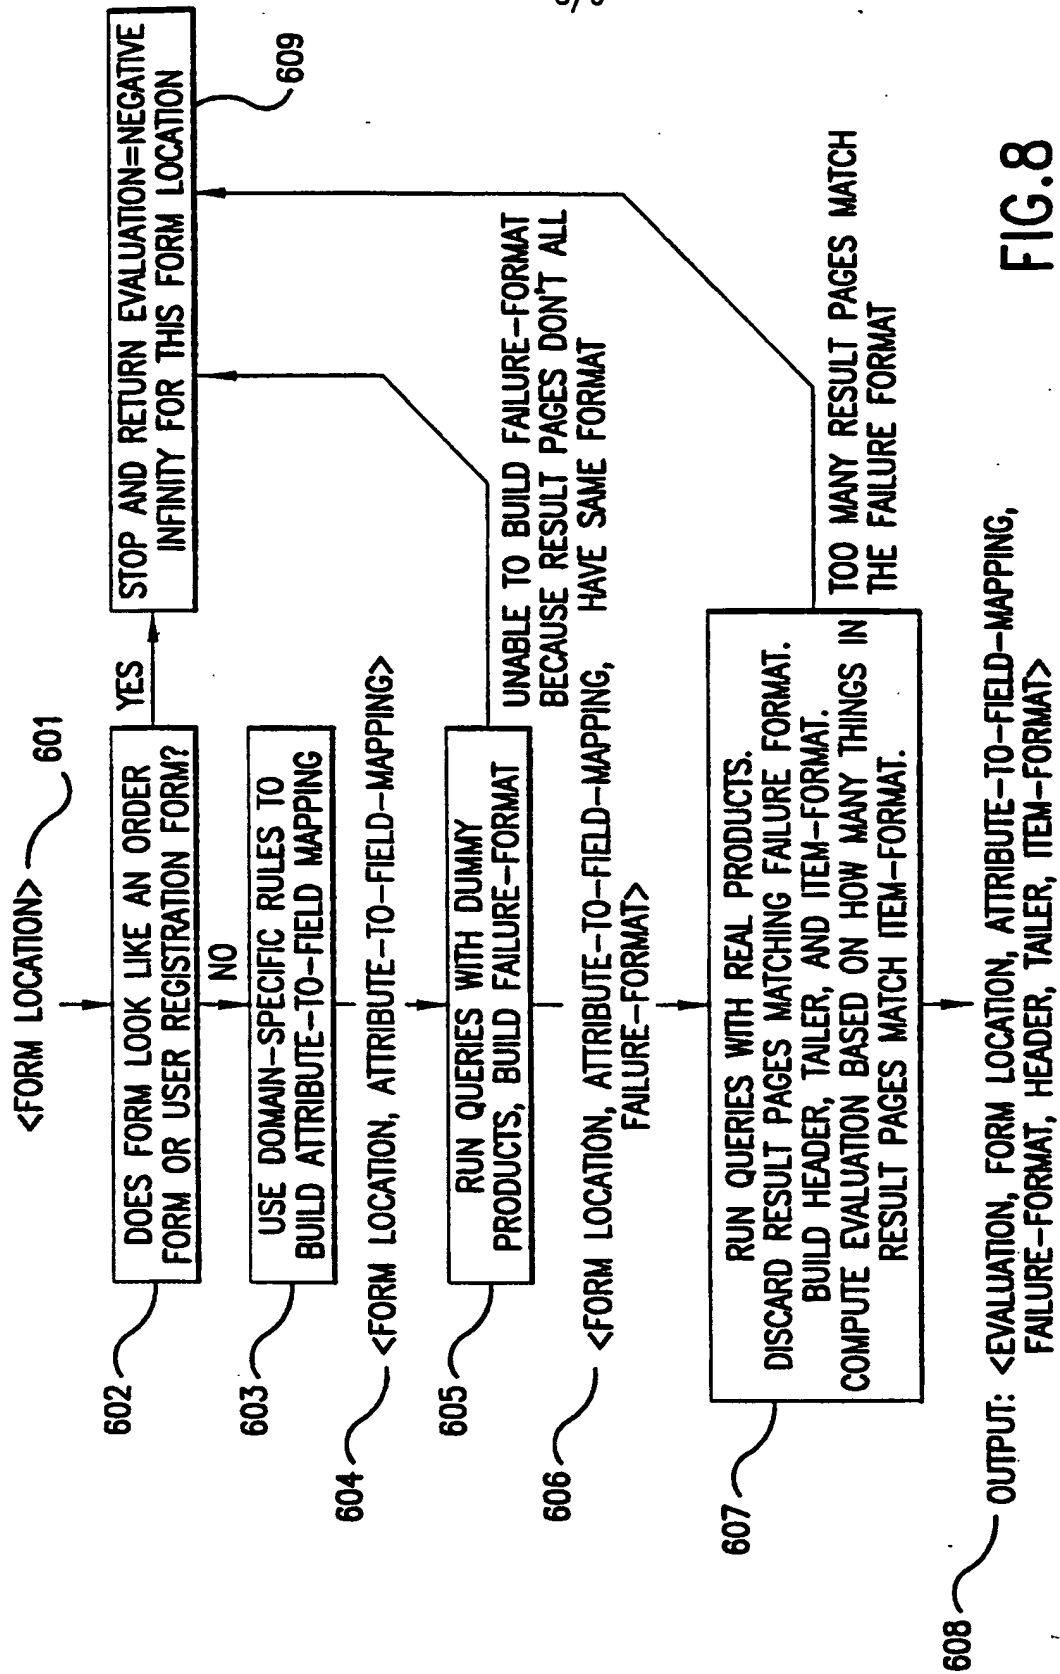 <FORM LOCATION>
601
602
DOES FORM LOOK LIKE AN ORDER
FORM OR USER REGISTRATION FORM?
YES
STOP AND RETURN EVALUATION=NEGATIVE
INFINITY FOR THIS FORM LOCATION
609
NO
603
USE DOMAIN-SPECIFIC RULES TO
BUILD ATTRIBUTE-TO-FIELD MAPPING
604
<FORM LOCATION, ATTRIBUTE-TO-FIELD-MAPPING>
605
RUN QUERIES WITH DUMMY
PRODUCTS, BUILD FAILURE-FORMAT
UNABLE TO BUILD FAILURE-FORMAT
BECAUSE RESULT PAGES DON'T ALL
HAVE SAME FORMAT
606
<FORM LOCATION, ATTRIBUTE-TO-FIELD-MAPPING,
FAILURE-FORMAT>
607
RUN QUERIES WITH REAL PRODUCTS.
DISCARD RESULT PAGES MATCHING FAILURE FORMAT.
BUILD HEADER, TAILER, AND ITEM-FORMAT.
COMPUTE EVALUATION BASED ON HOW MANY THINGS IN
RESULT PAGES MATCH ITEM-FORMAT.
TOO MANY RESULT PAGES MATCH
THE FAILURE FORMAT
608
OUTPUT: <EVALUATION, FORM LOCATION, ATTRIBUTE-TO-FIELD-MAPPING,
FAILURE-FORMAT, HEADER, TAILER, ITEM-FORMAT>
FIG.8